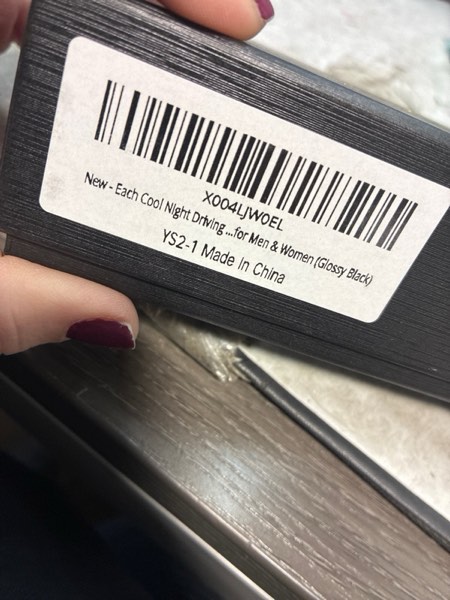 X004LJW0EL
New - Each Cool Night Driving ...for Men & Women (Glossy Black)
YS2-1 Made In China